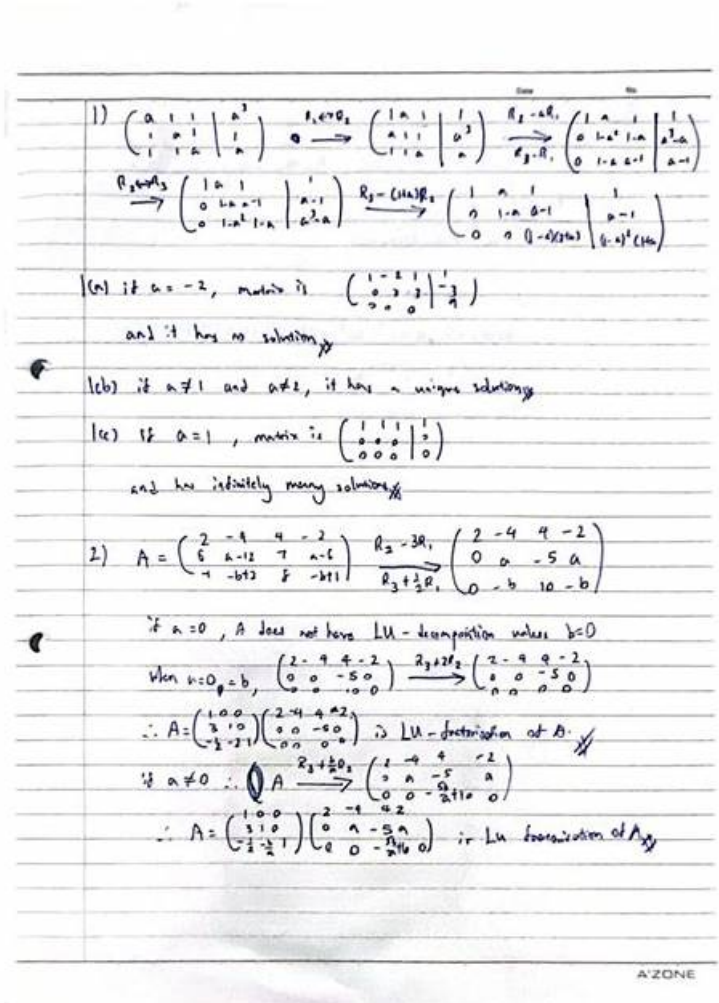 Date No.
1) ( a 1 1 | a³ ; 1 a 1 | 1 ; 1 1 a | a ) R₁↔R₂ → ( 1 a 1 | 1 ; a 1 1 | a³ ; 1 1 a | a ) R₂-aR₁ R₃-R₁ → ( 1 a 1 | 1 ; 0 1-a² 1-a | a³-a ; 0 1-a a-1 | a-1 )
R₂↔R₃ → ( 1 a 1 | 1 ; 0 1-a a-1 | a-1 ; 0 1-a² 1-a | a³-a ) R₃-(1+a)R₂ → ( 1 a 1 | 1 ; 0 1-a a-1 | a-1 ; 0 0 | (1-a)² (1+a )
1(a) if a = -2, matrix is ( 1 -2 1 | 1 ; 0 3 -3 | -3 ; 0 0 0 | 9 )
and it has no solution
1(b) if a≠1 and a≠2, it has a unique solution
1(c) If a=1, matrix is ( 1 1 1 | 1 ; 0 0 0 | 0 ; 0 0 0 | 0 )
and has infinitely many solutions
2) A = ( 2 -4 4 -2 ; 6 a-12 7 a-6 ; -1 -b+2 8 -b+1 ) R₂-3R₁ R₃+½R₁ → ( 2 -4 4 -2 ; 0 a -5 a ; 0 -b 10 -b )
if a=0, A does not have LU-decomposition unless b=0
when a=0=b, ( 2 -4 4 -2 ; 0 0 -5 0 ; 0 0 10 0 ) R₃+2R₂ → ( 2 -4 4 -2 ; 0 0 -5 0 ; 0 0 0 0 )
∴ A = ( 1 0 0 ; 3 1 0 ; -½ -2 1 ) ( 2 -4 4 -2 ; 0 0 -5 0 ; 0 0 0 0 ) is LU-factorisation of A.
if a≠0 ∴ A R₃+b/aR₂ → ( 2 -4 4 -2 ; 0 a -5 a ; 0 0 -5b/a+10 0 )
∴ A = ( 1 0 0 ; 3 1 0 ; -½ -b/a 1 ) ( 2 -4 4 2 ; 0 a -5 a ; 0 0 0 ) is LU factorisation of A
A'ZONE